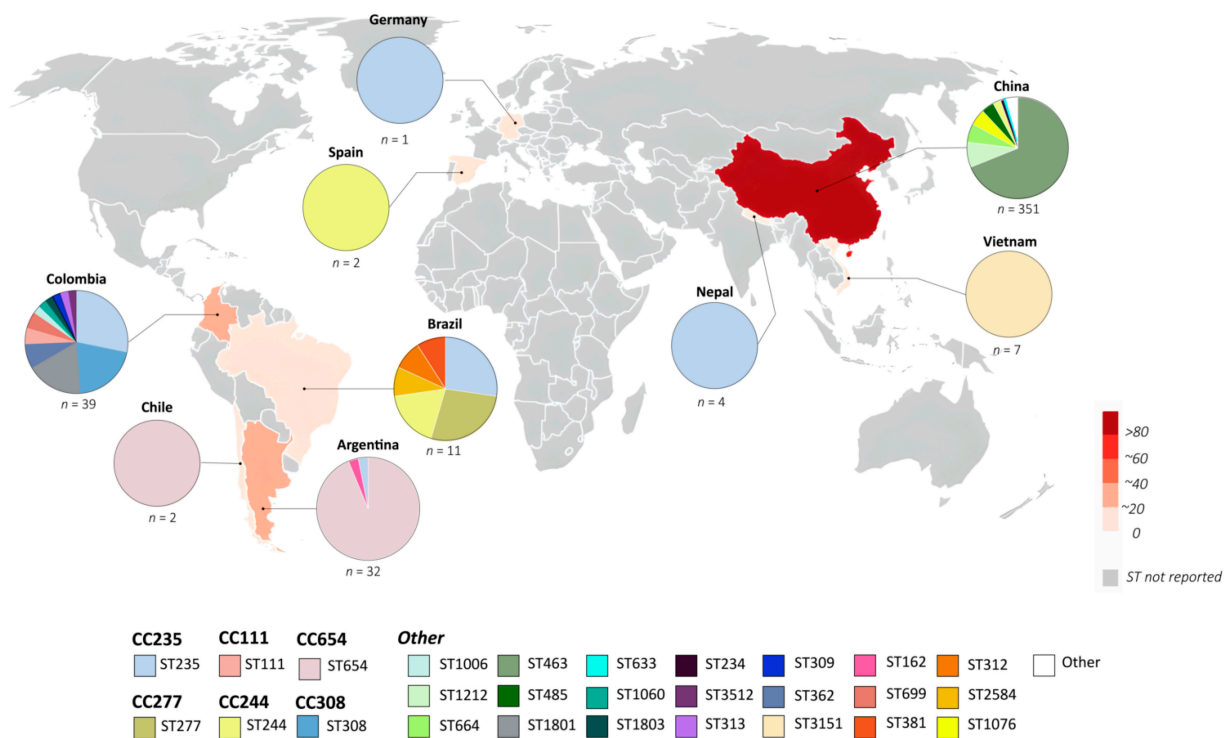 Germany
n = 1
China
n = 351
Spain
n = 2
Vietnam
n = 7
Colombia
n = 39
Nepal
n = 4
Brazil
n = 11
Chile
n = 2
Argentina
n = 32
>80
~60
~40
~20
0
ST not reported
CC235 CC111 CC654 Other
ST235 ST111 ST654 ST1006 ST463 ST633 ST234 ST309 ST162 ST312 Other
ST1212 ST485 ST1060 ST3512 ST362 ST699 ST2584
CC277 CC244 CC308
ST277 ST244 ST308 ST664 ST1801 ST1803 ST313 ST3151 ST381 ST1076